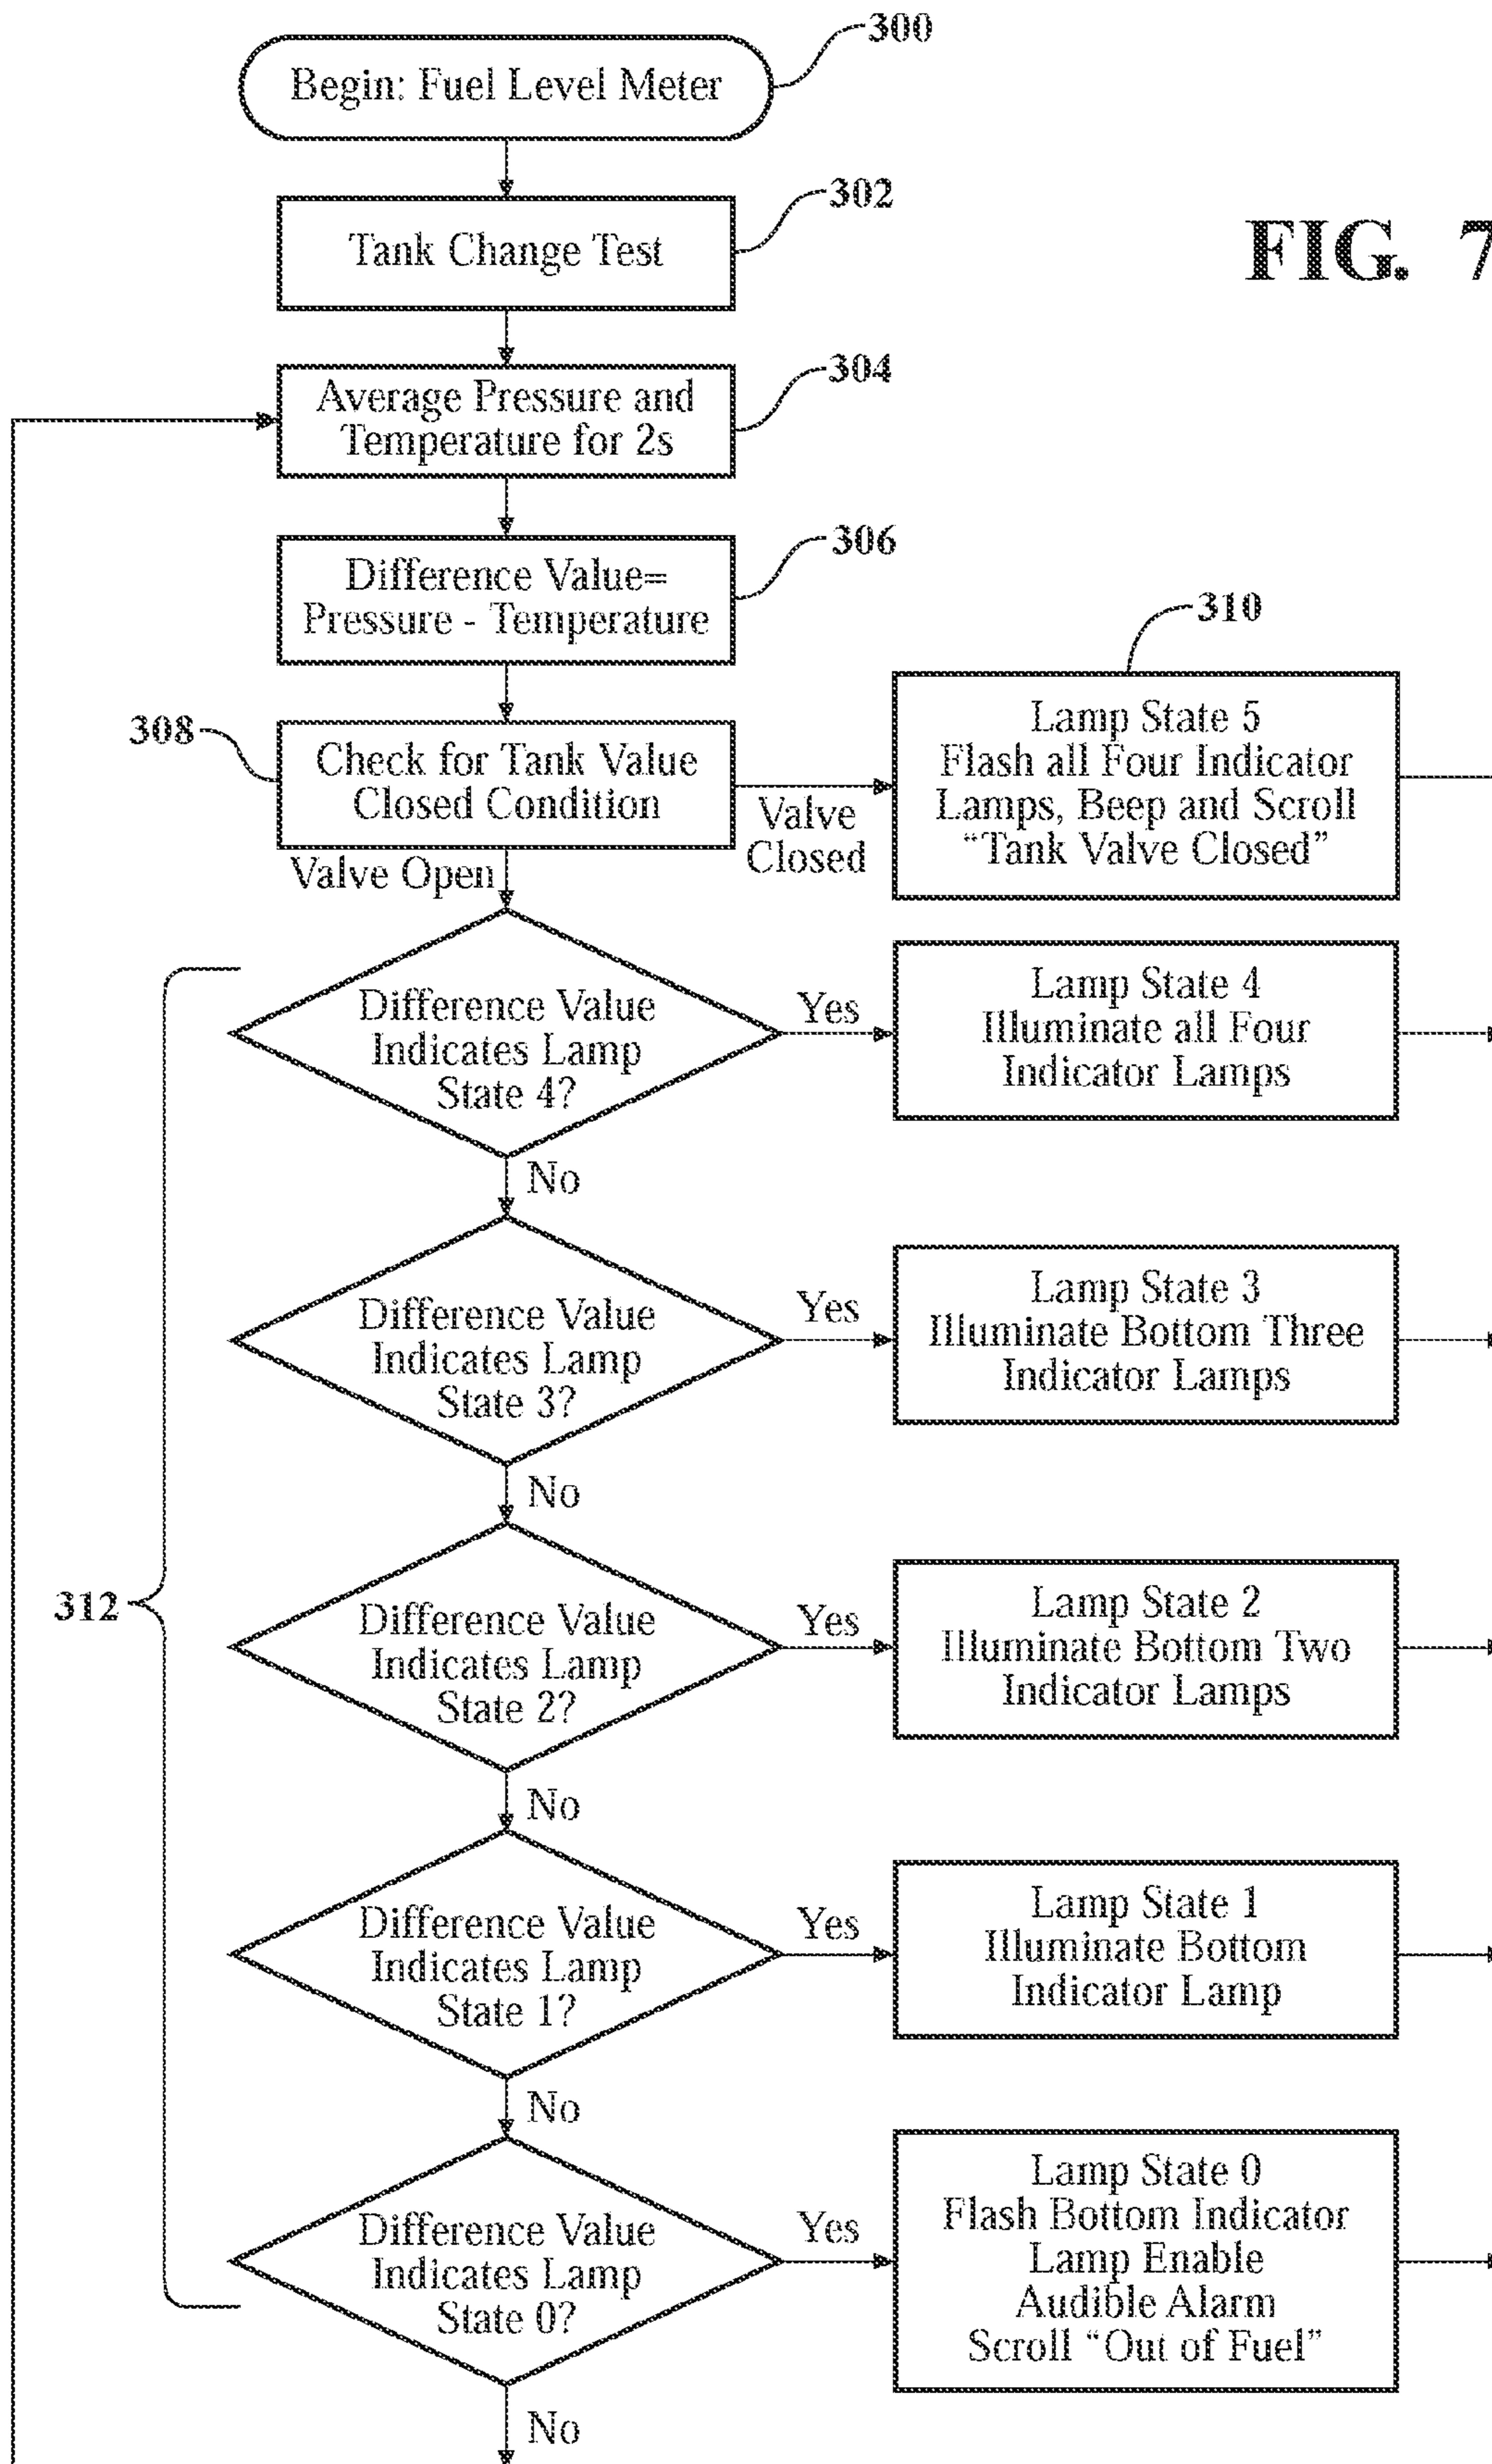 300
Begin: Fuel Level Meter
302
Tank Change Test
FIG. 7
304
Average Pressure and
Temperature for 2s
306
Difference Value=
Pressure - Temperature
310
308
Check for Tank Value
Closed Condition
Valve
Closed
Lamp State 5
Flash all Four Indicator
Lamps, Beep and Scroll
“Tank Valve Closed”
Valve Open
Difference Value
Indicates Lamp
State 4?
Yes
Lamp State 4
Illuminate all Four
Indicator Lamps
No
Difference Value
Indicates Lamp
State 3?
Yes
Lamp State 3
Illuminate Bottom Three
Indicator Lamps
No
312
Difference Value
Indicates Lamp
State 2?
Yes
Lamp State 2
Illuminate Bottom Two
Indicator Lamps
No
Difference Value
Indicates Lamp
State 1?
Yes
Lamp State 1
Illuminate Bottom
Indicator Lamp
No
Difference Value
Indicates Lamp
State 0?
Yes
Lamp State 0
Flash Bottom Indicator
Lamp Enable
Audible Alarm
Scroll “Out of Fuel”
No